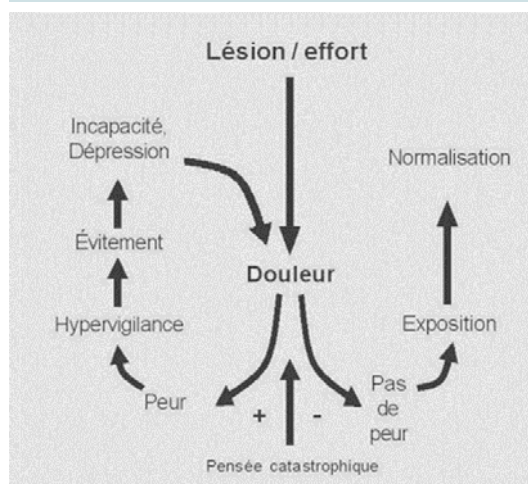 Lésion / effort
Incapacité,
Dépression
Normalisation
Évitement
Douleur
Hypervigilance
Exposition
Peur
Pas
de
peur
+
-
Pensée catastrophique